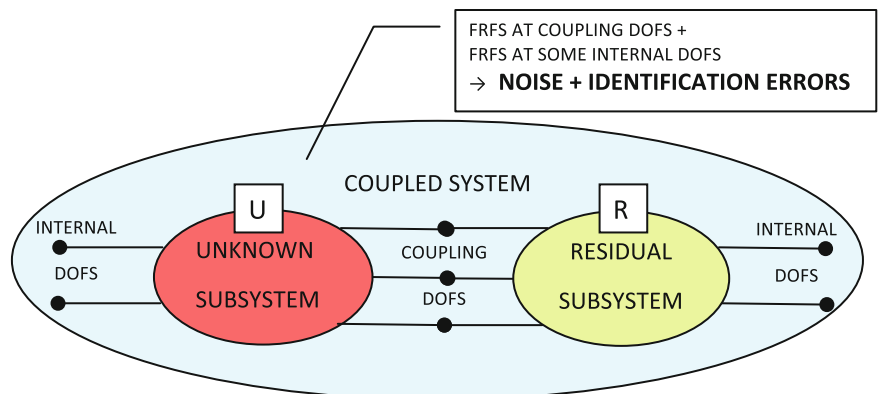 FRFS AT COUPLING DOFS +
FRFS AT SOME INTERNAL DOFS
→ NOISE + IDENTIFICATION ERRORS
COUPLED SYSTEM
U
R
INTERNAL
DOFS
UNKNOWN
SUBSYSTEM
COUPLING
DOFS
RESIDUAL
SUBSYSTEM
INTERNAL
DOFS